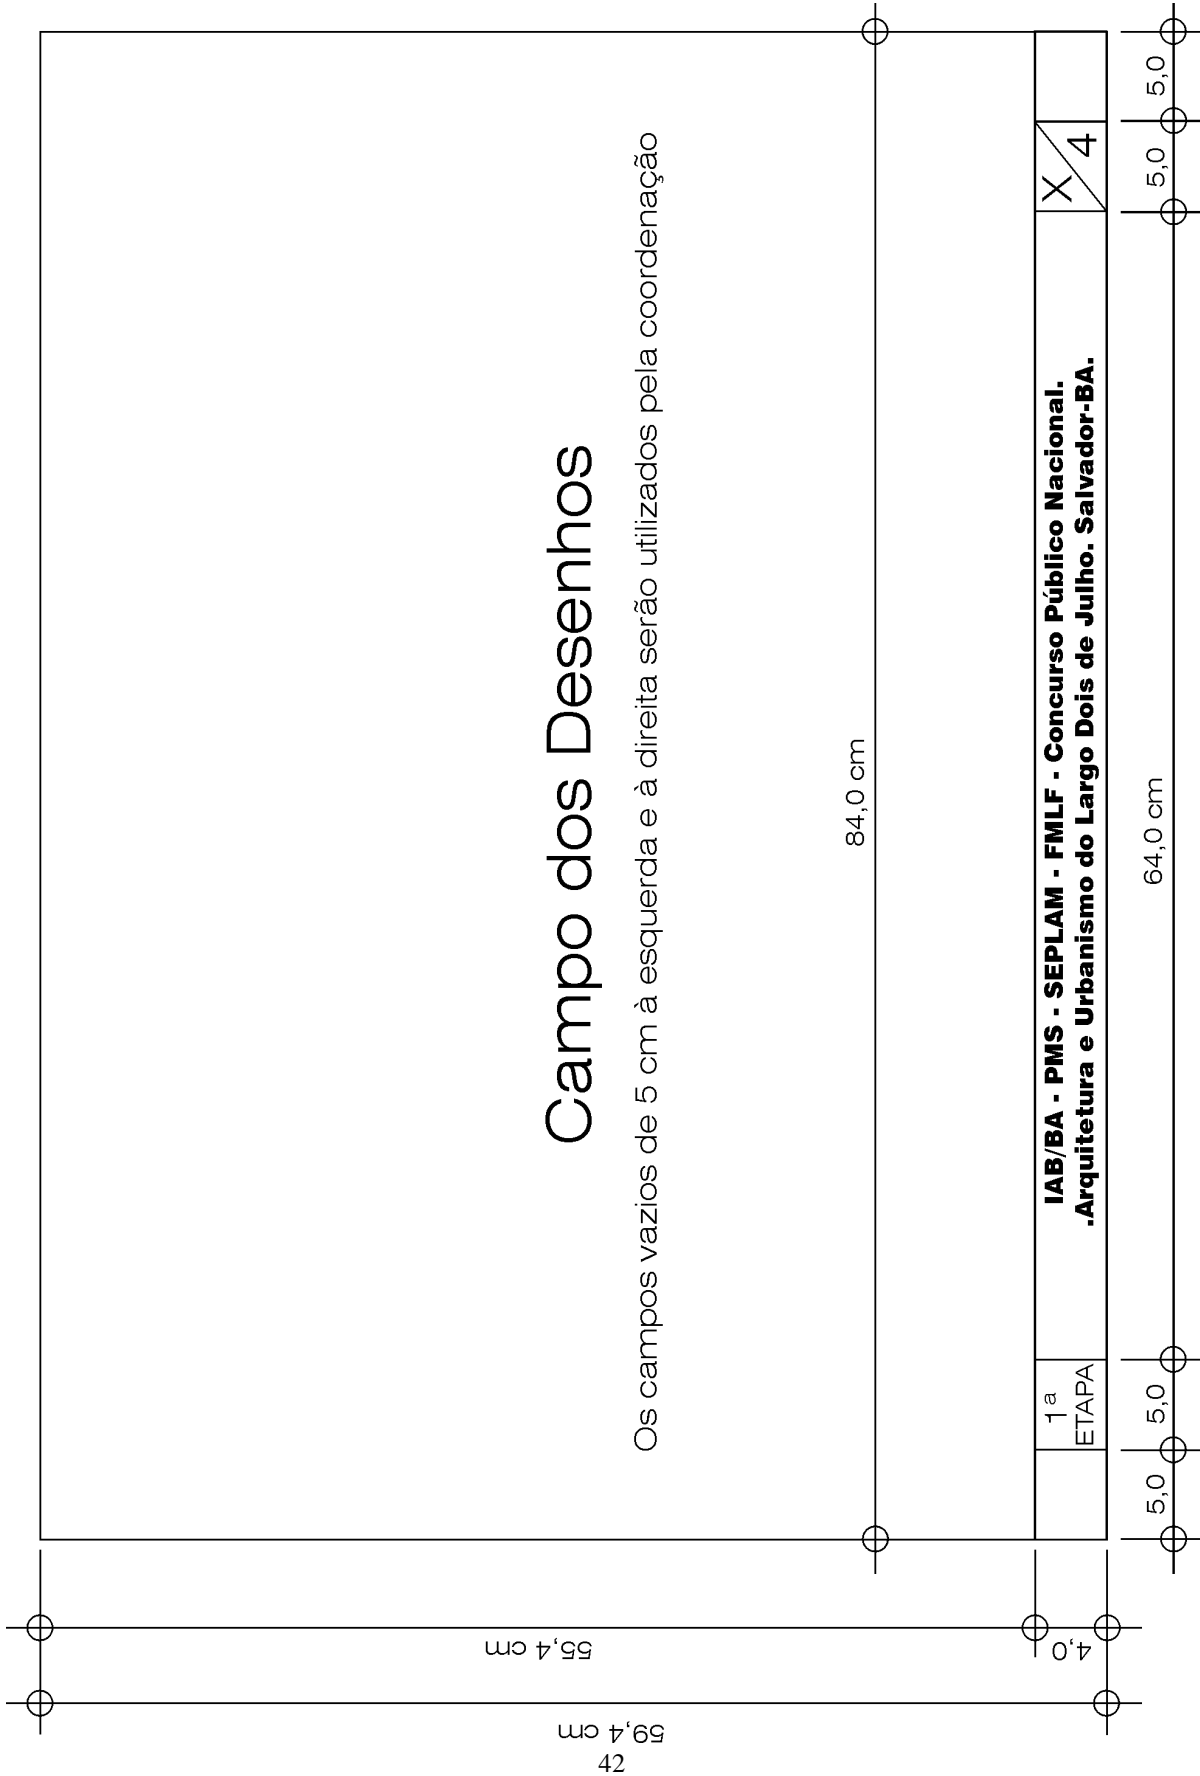 Campo dos Desenhos
Os campos vazios de 5 cm à esquerda e à direita serão utilizados pela coordenação
84,0 cm
1ª
ETAPA
IAB/BA - PMS - SEPLAM - FMLF - Concurso Público Nacional.
.Arquitetura e Urbanismo do Largo Dois de Julho. Salvador-BA.
X/4
5,0
5,0
64,0 cm
5,0
5,0
55,4 cm
4,0
59,4 cm
42